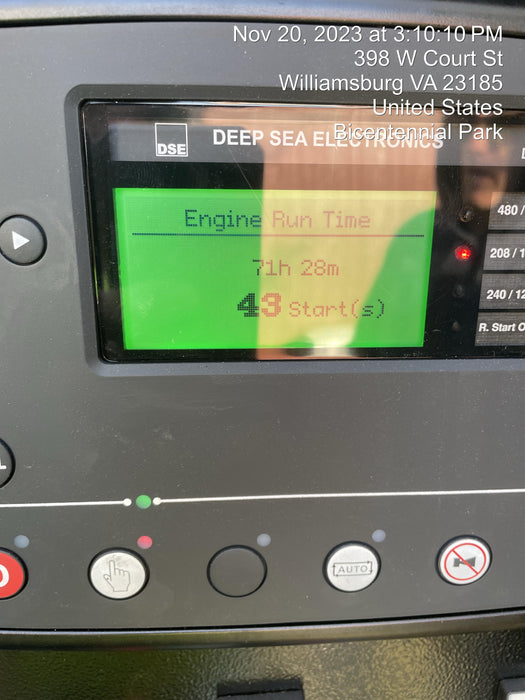 Nov 20, 2023 at 3:10:10 PM
398 W Court St
Williamsburg VA 23185
United States
Bicentennial Park
DSE
DEEP SEA ELECTRONICS
Engine Run Time
71h 28m
43 Start(s)
480 /
208 / 1
240 / 12
R. Start O
AUTO